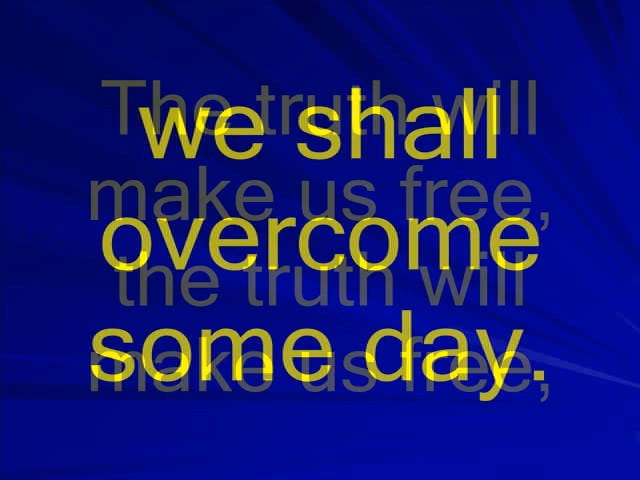 The truth will
we shall
make us free,
overcome
the truth will
some day.
make us free,